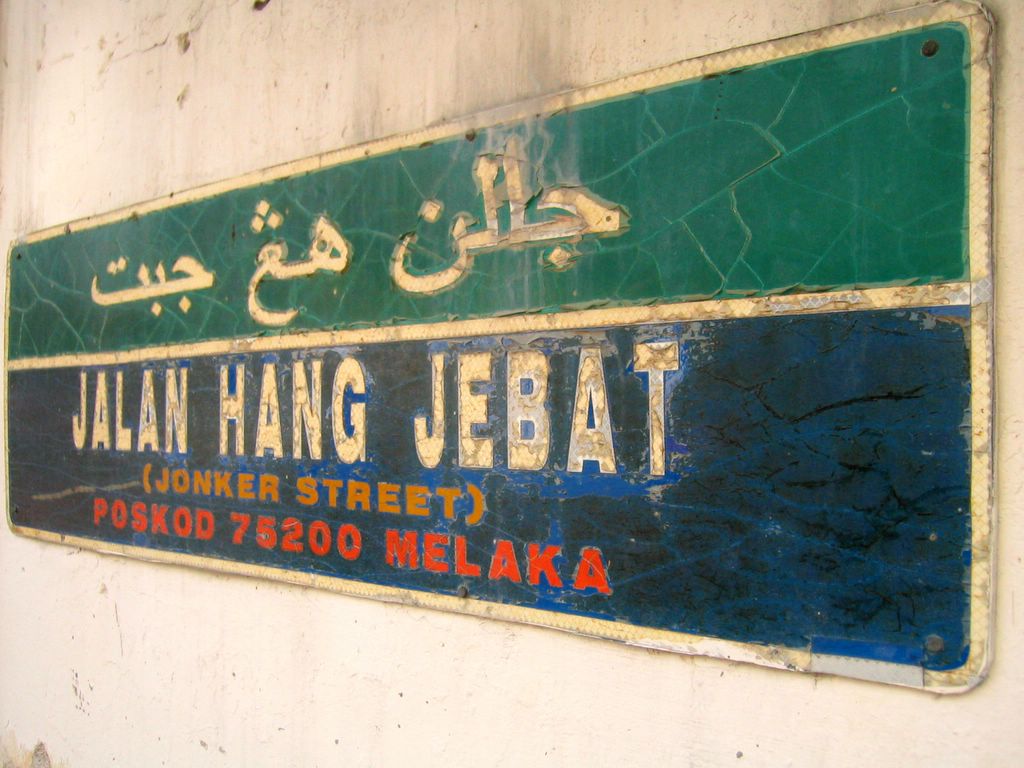 جالن هڠ جبت
JALAN HANG JEBAT
(JONKER STREET)
POSKOD 75200 MELAKA